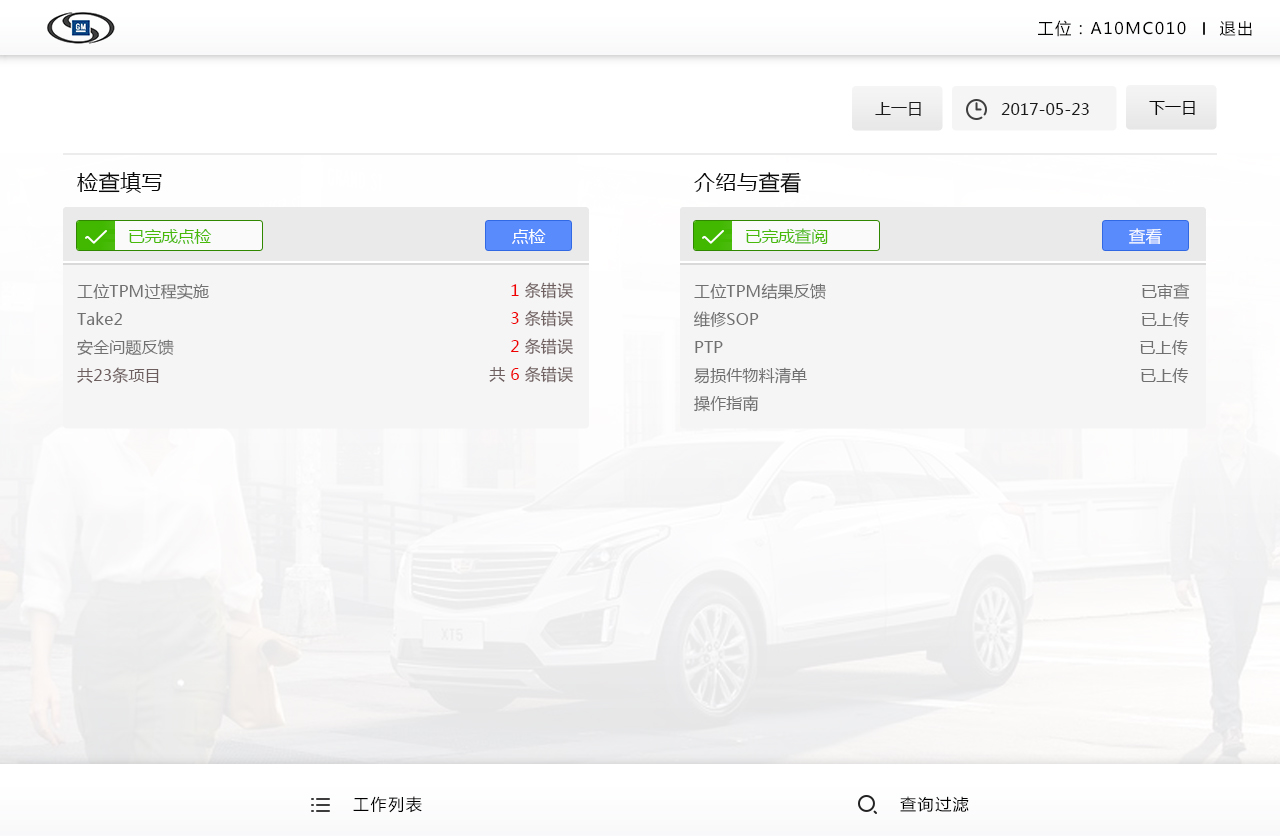 GM
工位：A10MC010 | 退出
上一日 2017-05-23 下一日
检查填写
已完成点检 点检
工位TPM过程实施 1 条错误
Take2 3 条错误
安全问题反馈 2 条错误
共23条项目 共 6 条错误
介绍与查看
已完成查阅 查看
工位TPM结果反馈 已审查
维修SOP 已上传
PTP 已上传
易损件物料清单 已上传
操作指南
XT5
工作列表 查询过滤